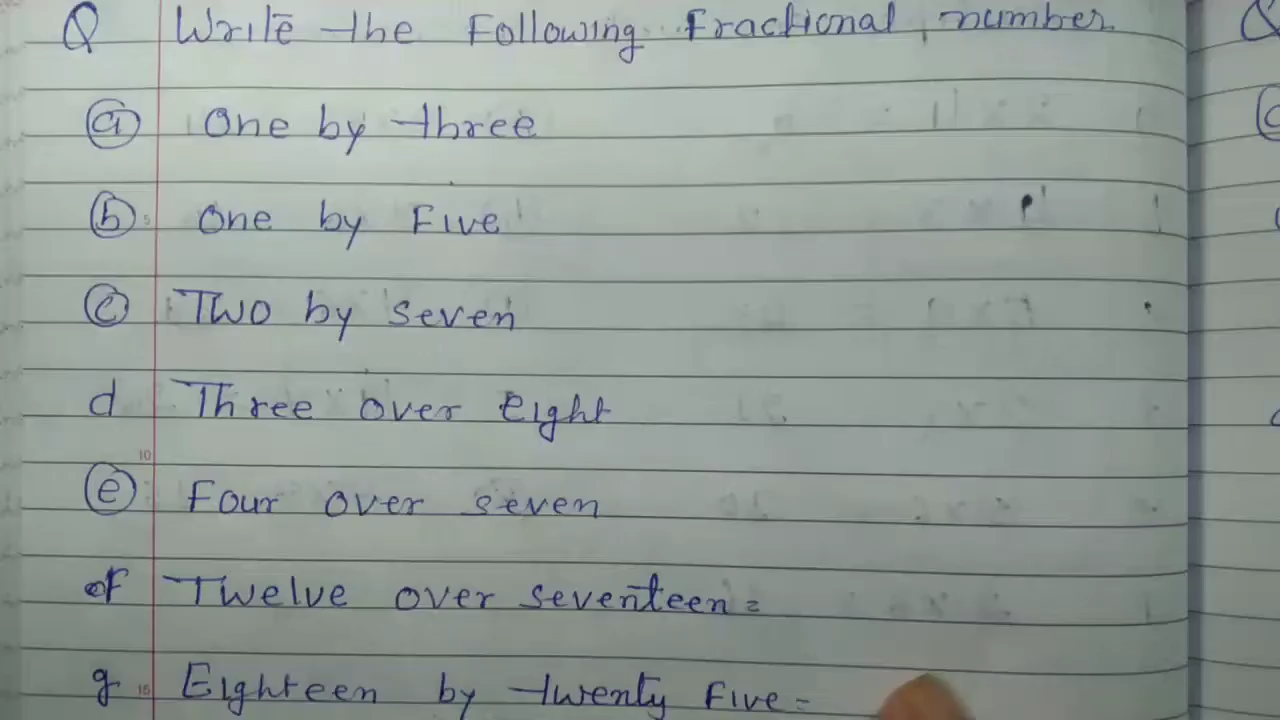 Q Write the Following Fractional number
(a) One by three
(b) One by Five
(c) Two by seven
d Three over eight
(e) Four over seven
f Twelve over seventeen =
g Eighteen by twenty Five =